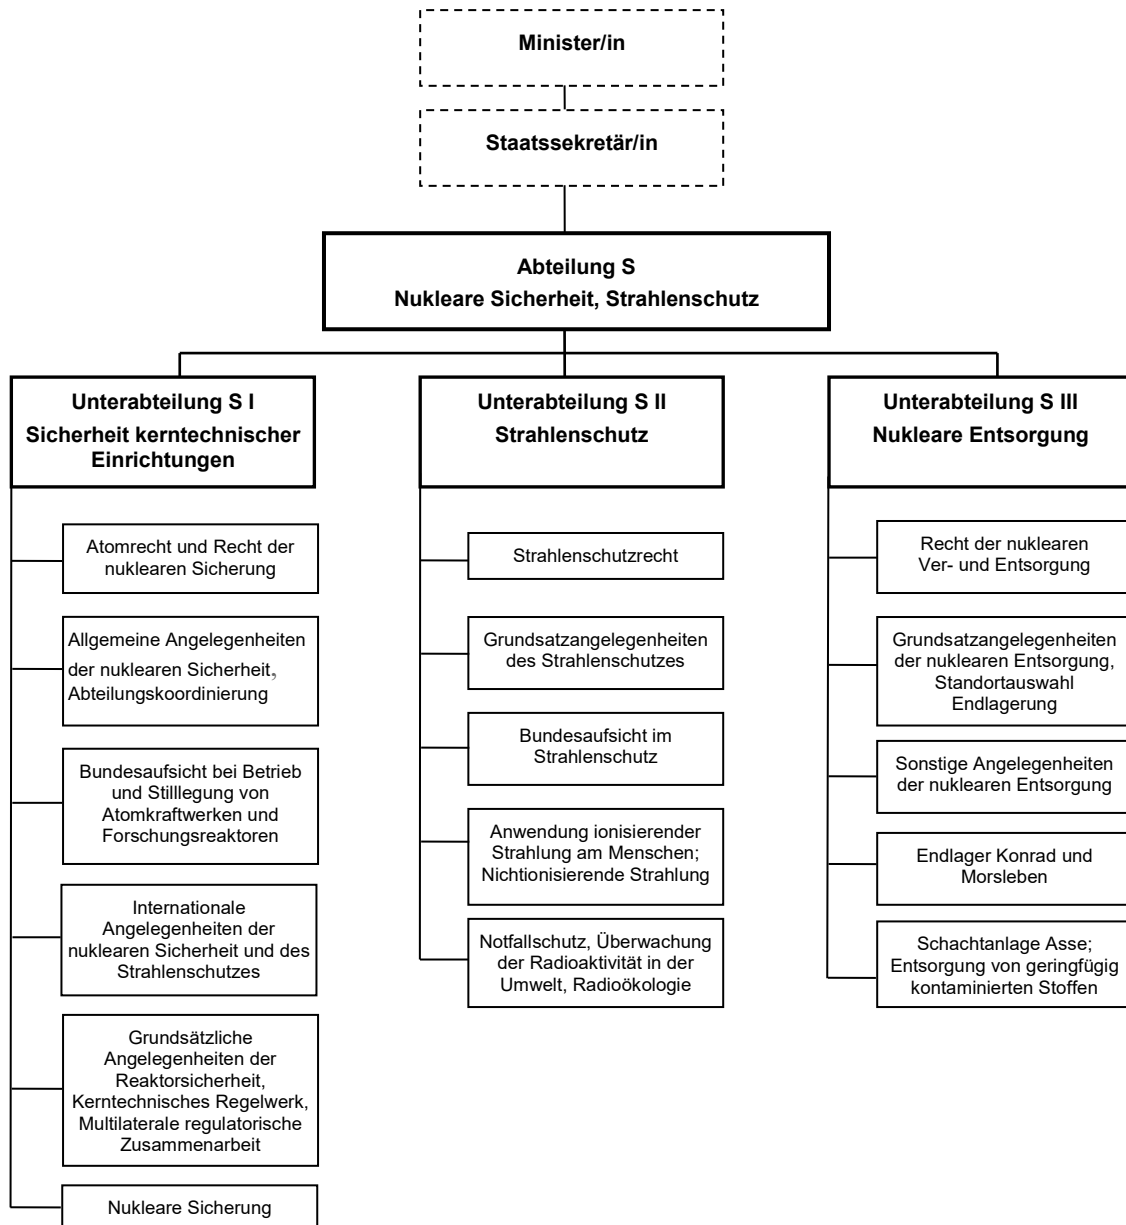 Minister/in
Staatssekretär/in
Abteilung S
Nukleare Sicherheit, Strahlenschutz
Unterabteilung S I
Sicherheit kerntechnischer
Einrichtungen
Atomrecht und Recht der
nuklearen Sicherung
Allgemeine Angelegenheiten
der nuklearen Sicherheit,
Abteilungskoordinierung
Bundesaufsicht bei Betrieb
und Stilllegung von
Atomkraftwerken und
Forschungsreaktoren
Internationale
Angelegenheiten der
nuklearen Sicherheit und des
Strahlenschutzes
Grundsätzliche
Angelegenheiten der
Reaktorsicherheit,
Kerntechnisches Regelwerk,
Multilaterale regulatorische
Zusammenarbeit
Nukleare Sicherung
Unterabteilung S II
Strahlenschutz
Strahlenschutzrecht
Grundsatzangelegenheiten
des Strahlenschutzes
Bundesaufsicht im
Strahlenschutz
Anwendung ionisierender
Strahlung am Menschen;
Nichtionisierende Strahlung
Notfallschutz, Überwachung
der Radioaktivität in der
Umwelt, Radioökologie
Unterabteilung S III
Nukleare Entsorgung
Recht der nuklearen
Ver- und Entsorgung
Grundsatzangelegenheiten
der nuklearen Entsorgung,
Standortauswahl
Endlagerung
Sonstige Angelegenheiten
der nuklearen Entsorgung
Endlager Konrad und
Morsleben
Schachtanlage Asse;
Entsorgung von geringfügig
kontaminierten Stoffen